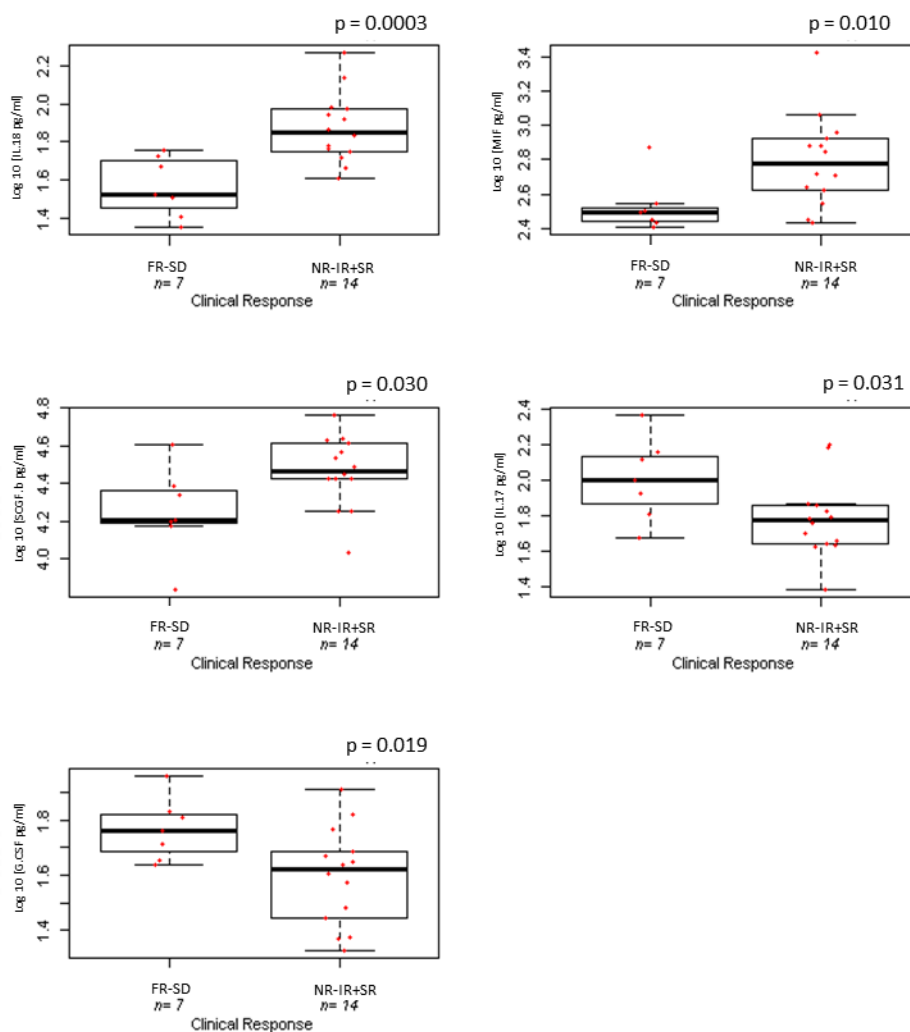 p = 0.0003
Log 10 [IL.18 pg/ml]
2.2
2.0
1.8
1.6
1.4
FR-SD
n= 7
NR-IR+SR
n= 14
Clinical Response
p = 0.010
Log 10 [MIF pg/ml]
3.4
3.2
3.0
2.8
2.6
2.4
FR-SD
n= 7
NR-IR+SR
n= 14
Clinical Response
p = 0.030
Log 10 [SCGF.b pg/ml]
4.8
4.6
4.4
4.2
4.0
FR-SD
n= 7
NR-IR+SR
n= 14
Clinical Response
p = 0.031
Log 10 [IL.17 pg/ml]
2.4
2.2
2.0
1.8
1.6
1.4
FR-SD
n= 7
NR-IR+SR
n= 14
Clinical Response
p = 0.019
Log 10 [G.CSF pg/ml]
1.8
1.6
1.4
FR-SD
n= 7
NR-IR+SR
n= 14
Clinical Response